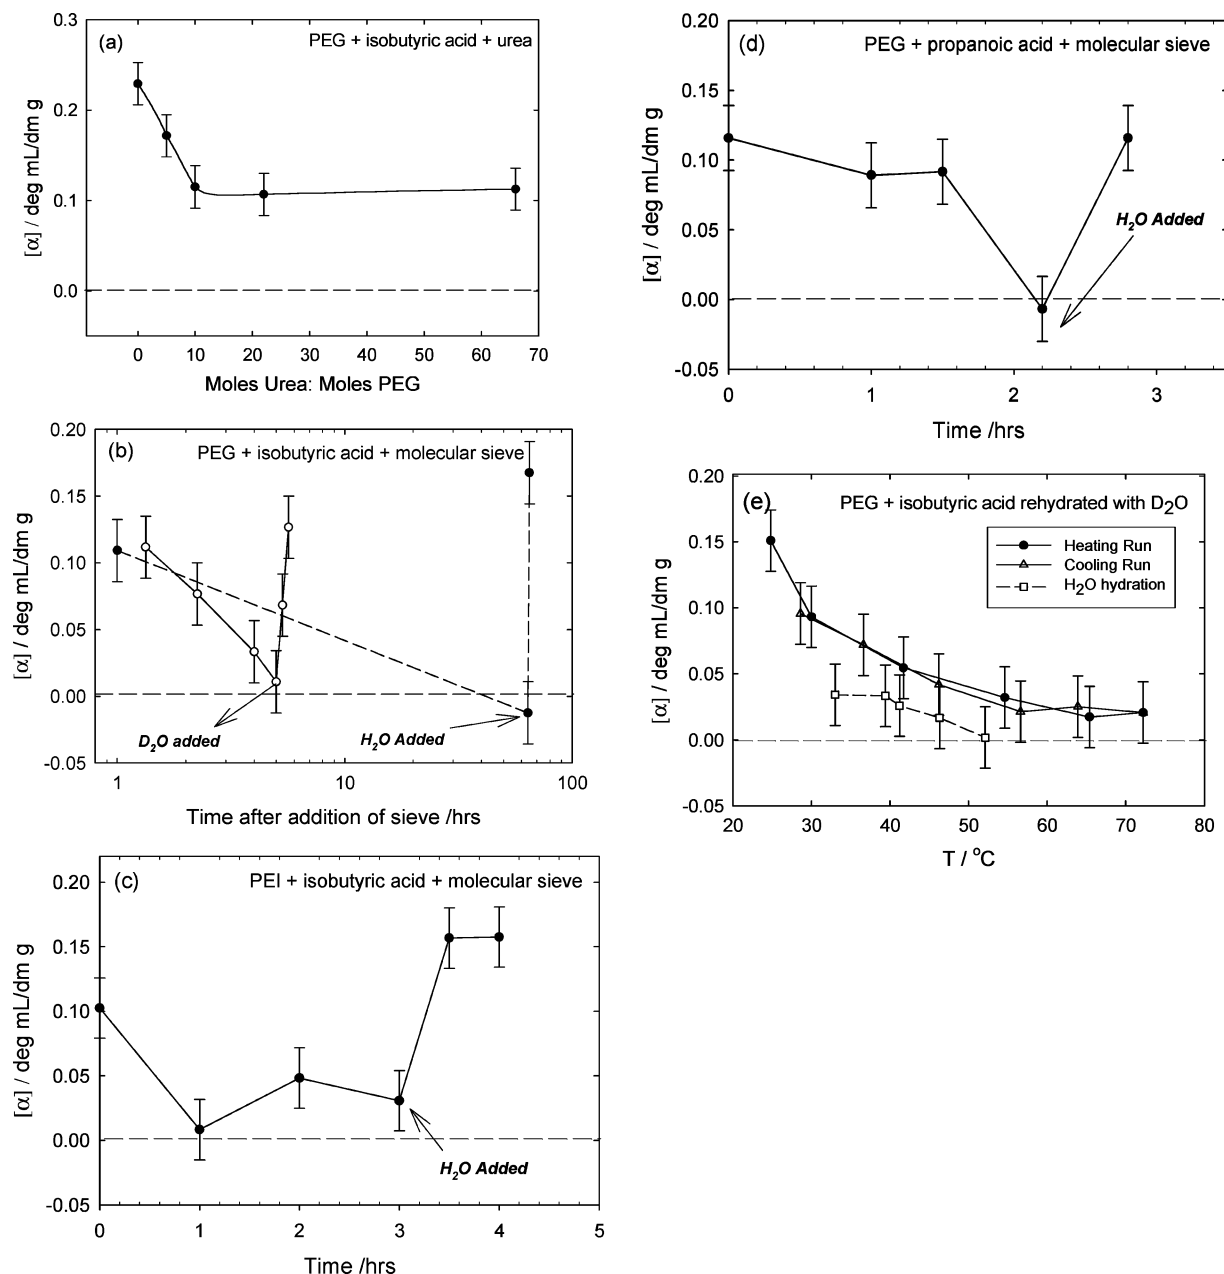 (a)
PEG + isobutyric acid + urea
[α] / deg mL/dm g
0.3
0.2
0.1
0.0
0 10 20 30 40 50 60 70
Moles Urea: Moles PEG
(b)
PEG + isobutyric acid + molecular sieve
[α] / deg mL/dm g
0.20
0.15
0.10
0.05
0.00
-0.05
D₂O added
H₂O Added
1 10 100
Time after addition of sieve /hrs
(c)
PEI + isobutyric acid + molecular sieve
[α] / deg mL/dm g
0.20
0.15
0.10
0.05
0.00
-0.05
H₂O Added
0 1 2 3 4 5
Time /hrs
(d)
PEG + propanoic acid + molecular sieve
[α] / deg mL/dm g
0.20
0.15
0.10
0.05
0.00
-0.05
H₂O Added
0 1 2 3
Time /hrs
(e)
PEG + isobutyric acid rehydrated with D₂O
Heating Run
Cooling Run
H₂O hydration
[α] / deg mL/dm g
0.20
0.15
0.10
0.05
0.00
-0.05
20 30 40 50 60 70 80
T / °C